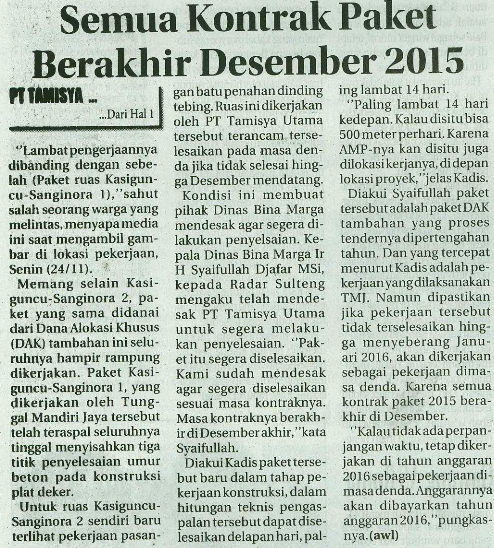 Semua Kontrak Paket
Berakhir Desember 2015
PT TAMISYA ...
...Dari Hal 1
"Lambat pengerjaannya
dibanding dengan sebe-
lah (Paket ruas Kasigun-
cu-Sanginora 1),"sahut
salah seorang warga yang
melintas, menyapa media
ini saat mengambil gam-
bar di lokasi pekerjaan,
Senin (24/11).
Memang selain Kasi-
guncu-Sanginora 2, pa-
ket yang sama didanai
dari Dana Alokasi Khusus
(DAK) tambahan ini selu-
ruhnya hampir rampung
dikerjakan. Paket Kasi-
guncu-Sanginora 1, yang
dikerjakan oleh Tung-
gal Mandiri Jaya tersebut
telah teraspal seluruhnya
tinggal menyisihkan tiga
titik penyelesaian umur
beton pada konstruksi
plat deker.
Untuk ruas Kasiguncu-
Sanginora 2 sendiri baru
terlihat pekerjaan pasan-
gan batu penahan dinding
tebing. Ruas ini dikerjakan
oleh PT Tamisya Utama
tersebut terancam terse-
lesaikan pada masa den-
da jika tidak selesai hing-
ga Desember mendatang.
Kondisi ini membuat
pihak Dinas Bina Marga
mendesak agar segera di-
lakukan penyelsaian. Ke-
pala Dinas Bina Marga Ir
H Syaifullah Djafar MSi,
kepada Radar Sulteng
mengaku telah mende-
sak PT Tamisya Utama
untuk segera melaku-
kan penyelesaian. "Pak-
et itu segera diselesaikan.
Kami sudah mendesak
agar segera diselesaikan
sesuai masa kontraknya.
Masa kontraknya berakh-
ir di Desember akhir,"kata
Syaifullah.
Diakui Kadis paket terse-
but baru dalam tahap pe-
kerjaan konstruksi, dalam
hitungan teknis pengas-
palan tersebut dapat dise-
lesaikan delapan hari, pal-
ing lambat 14 hari.
"Paling lambat 14 hari
kedepan. Kalau disitu bisa
500 meter perhari. Karena
AMP-nya kan disitu juga
dilokasi kerjanya, di depan
lokasi proyek,"jelas Kadis.
Diakui Syaifullah paket
tersebut adalah paket DAK
tambahan yang proses
tendernya dipertengahan
tahun. Dan yang tercepat
menurut Kadis adalah pe-
kerjaan yang dilaksanakan
TMJ. Namun dipastikan
jika pekerjaan tersebut
tidak terselesaikan hing-
ga menyeberang Janu-
ari 2016, akan dikerjakan
sebagai pekerjaan dima-
sa denda. Karena semua
kontrak paket 2015 bera-
khir di Desember.
"Kalau tidak ada perpan-
jangan waktu, tetap diker-
jakan di tahun anggaran
2016 sebagai pekerjaan di-
masa denda. Anggarannya
akan dibayarkan tahun
anggaran 2016,"pungkas-
nya.(awl)